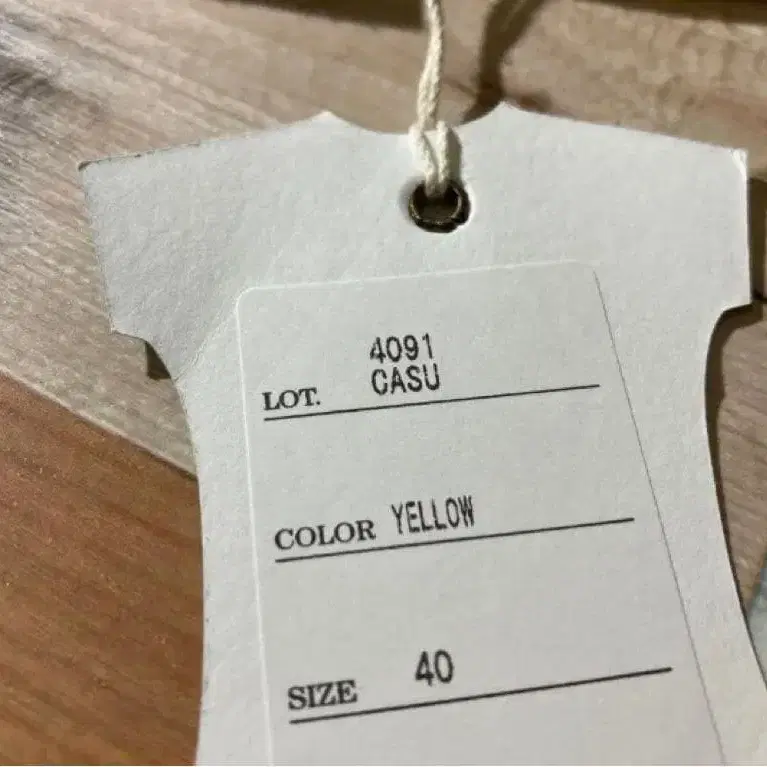 4091
LOT. CASU
COLOR YELLOW
SIZE 40